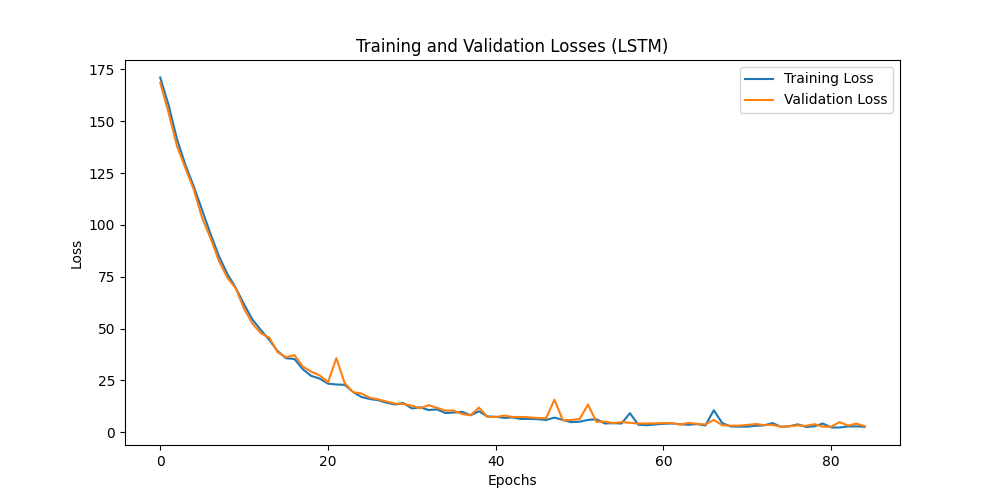 Training and Validation Losses (LSTM)
Training Loss
Validation Loss
175
150
125
100
75
50
25
0
Loss
0 20 40 60 80
Epochs